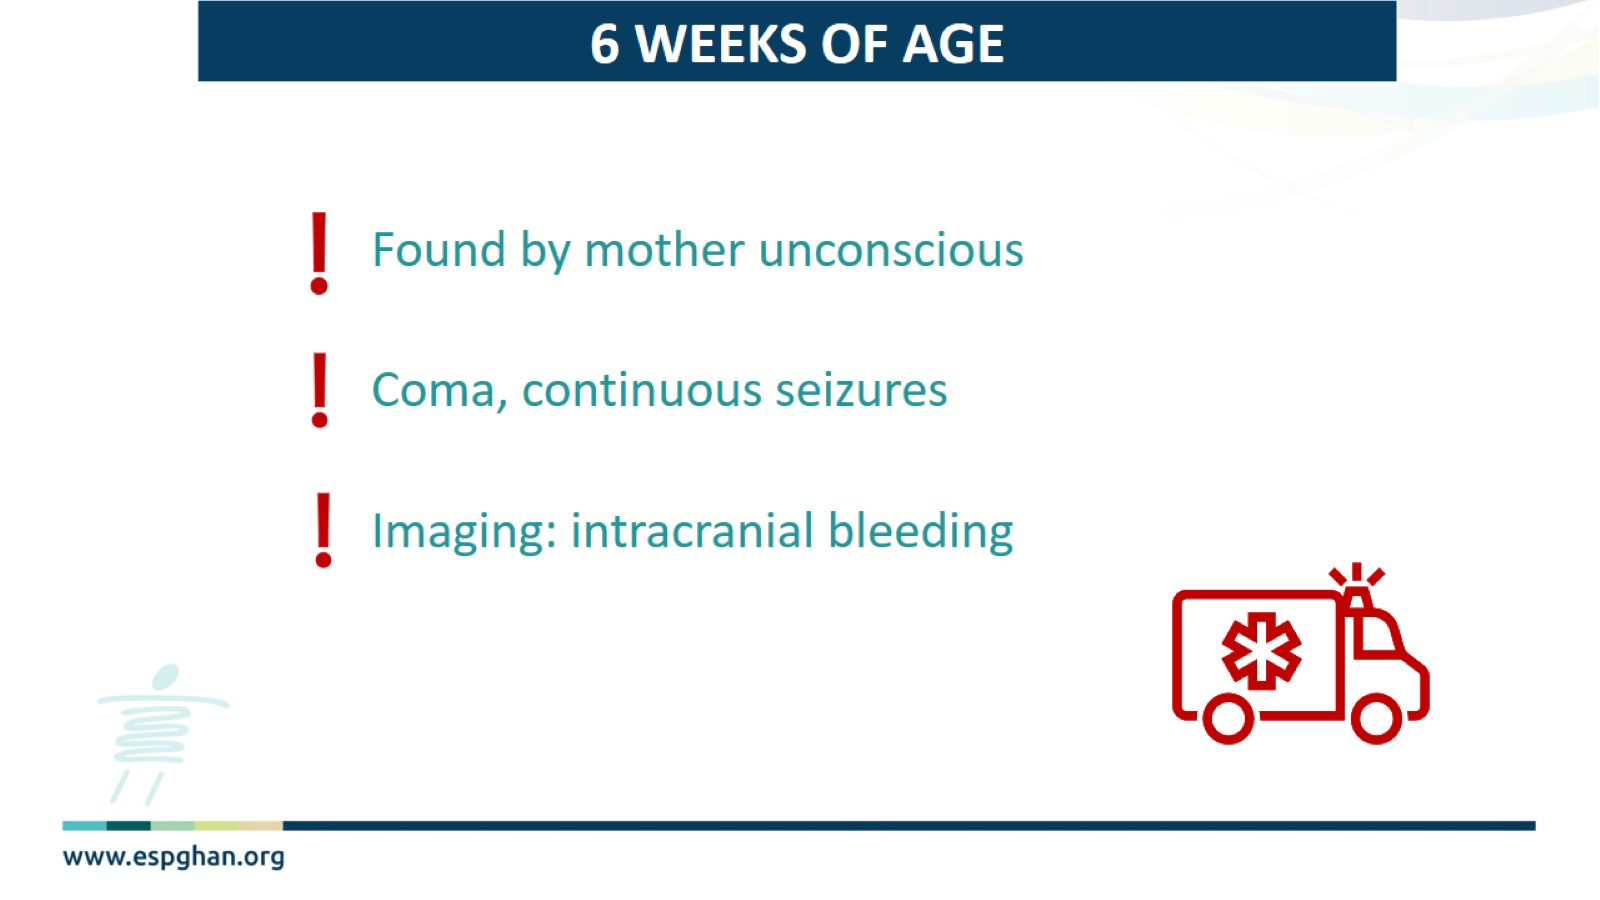 6 WEEKS OF AGE
! Found by mother unconscious
! Coma, continuous seizures
! Imaging: intracranial bleeding
www.espghan.org